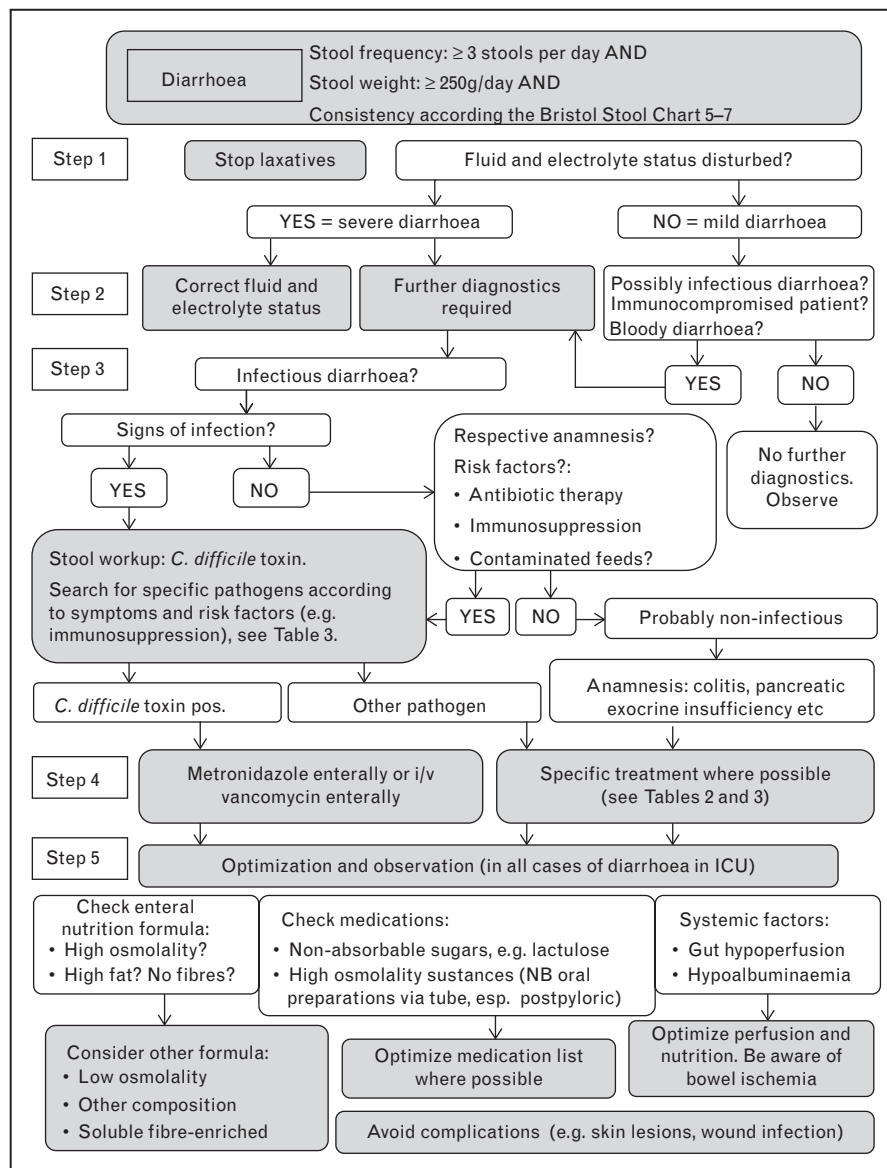 Diarrhoea
Stool frequency: ≥ 3 stools per day AND
Stool weight: ≥ 250g/day AND
Consistency according the Bristol Stool Chart 5–7
Step 1
Stop laxatives
Fluid and electrolyte status disturbed?
YES = severe diarrhoea
NO = mild diarrhoea
Step 2
Correct fluid and
electrolyte status
Further diagnostics
required
Possibly infectious diarrhoea?
Immunocompromised patient?
Bloody diarrhoea?
Step 3
Infectious diarrhoea?
YES
NO
Signs of infection?
YES
NO
Respective anamnesis?
Risk factors?:
• Antibiotic therapy
• Immunosuppression
• Contaminated feeds?
No further
diagnostics.
Observe
Stool workup: C. difficile toxin.
Search for specific pathogens according
to symptoms and risk factors (e.g.
immunosuppression), see Table 3.
YES
NO
Probably non-infectious
C. difficile toxin pos.
Other pathogen
Anamnesis: colitis, pancreatic
exocrine insufficiency etc
Step 4
Metronidazole enterally or i/v
vancomycin enterally
Specific treatment where possible
(see Tables 2 and 3)
Step 5
Optimization and observation (in all cases of diarrhoea in ICU)
Check enteral
nutrition formula:
• High osmolality?
• High fat? No fibres?
Check medications:
• Non-absorbable sugars, e.g. lactulose
• High osmolality sustances (NB oral
preparations via tube, esp. postpyloric)
Systemic factors:
• Gut hypoperfusion
• Hypoalbuminaemia
Consider other formula:
• Low osmolality
• Other composition
• Soluble fibre-enriched
Optimize medication list
where possible
Optimize perfusion and
nutrition. Be aware of
bowel ischemia
Avoid complications (e.g. skin lesions, wound infection)